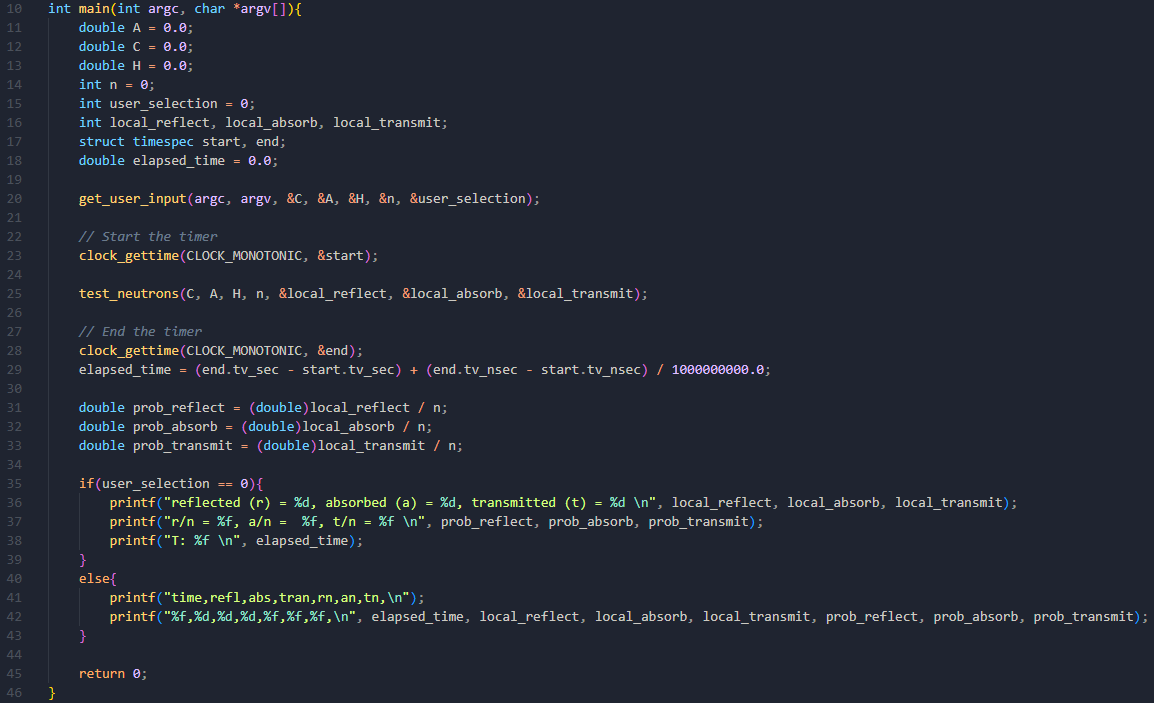 10 int main(int argc, char *argv[]){
11 double A = 0.0;
12 double C = 0.0;
13 double H = 0.0;
14 int n = 0;
15 int user_selection = 0;
16 int local_reflect, local_absorb, local_transmit;
17 struct timespec start, end;
18 double elapsed_time = 0.0;
19
20 get_user_input(argc, argv, &C, &A, &H, &n, &user_selection);
21
22 // Start the timer
23 clock_gettime(CLOCK_MONOTONIC, &start);
24
25 test_neutrons(C, A, H, n, &local_reflect, &local_absorb, &local_transmit);
26
27 // End the timer
28 clock_gettime(CLOCK_MONOTONIC, &end);
29 elapsed_time = (end.tv_sec - start.tv_sec) + (end.tv_nsec - start.tv_nsec) / 1000000000.0;
30
31 double prob_reflect = (double)local_reflect / n;
32 double prob_absorb = (double)local_absorb / n;
33 double prob_transmit = (double)local_transmit / n;
34
35 if(user_selection == 0){
36 printf("reflected (r) = %d, absorbed (a) = %d, transmitted (t) = %d \n", local_reflect, local_absorb, local_transmit);
37 printf("r/n = %f, a/n =  %f, t/n = %f \n", prob_reflect, prob_absorb, prob_transmit);
38 printf("T: %f \n", elapsed_time);
39 }
40 else{
41 printf("time,refl,abs,tran,rn,an,tn,\n");
42 printf("%f,%d,%d,%d,%f,%f,%f,\n", elapsed_time, local_reflect, local_absorb, local_transmit, prob_reflect, prob_absorb, prob_transmit);
43 }
44
45 return 0;
46 }